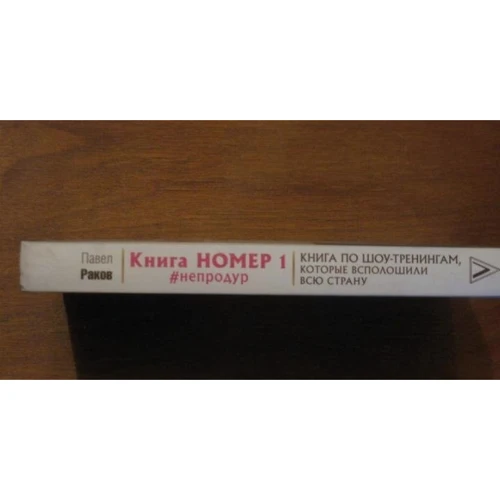 Павел
Раков
Книга НОМЕР 1
#непродур
КНИГА ПО ШОУ-ТРЕНИНГАМ,
КОТОРЫЕ ВСПОЛОШИЛИ
ВСЮ СТРАНУ